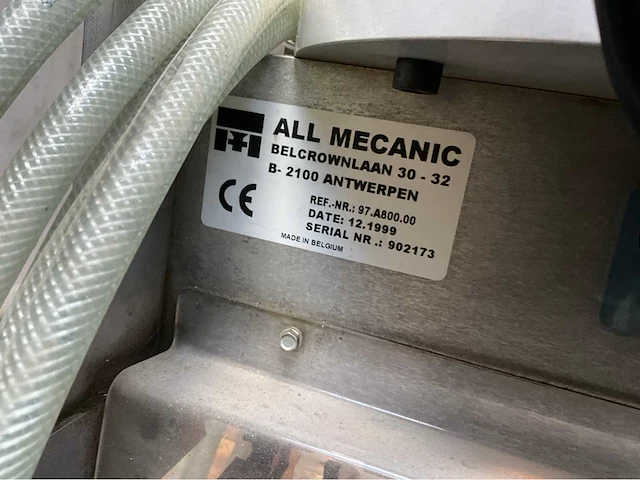 ALL MECANIC
BELCROWNLAAN 30 - 32
B- 2100 ANTWERPEN
CE
REF.-NR.: 97.A800.00
DATE: 12.1999
SERIAL NR .: 902173
MADE IN BELGIUM